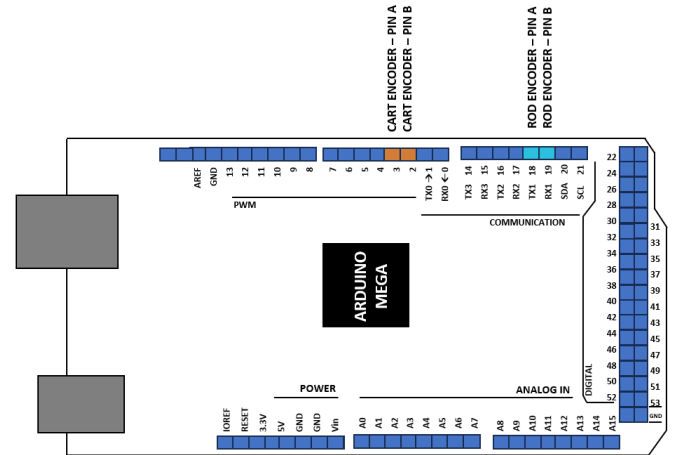 CART ENCODER – PIN A
CART ENCODER – PIN B
ROD ENCODER – PIN A
ROD ENCODER – PIN B
AREF
GND
13
12
11
10
9
8
7
6
5
4
3
2
TX0 → 1
RX0 ← 0
TX3 14
RX3 15
TX2 16
RX2 17
TX1 18
RX1 19
SDA 20
SCL 21
PWM
COMMUNICATION
22
24
26
28
30
32
34
36
38
40
42
44
46
48
50
52
31
33
35
37
39
41
43
45
47
49
51
53
GND
DIGITAL
ARDUINO
MEGA
POWER
ANALOG IN
IOREF
RESET
3.3V
5V
GND
GND
Vin
A0
A1
A2
A3
A4
A5
A6
A7
A8
A9
A10
A11
A12
A13
A14
A15